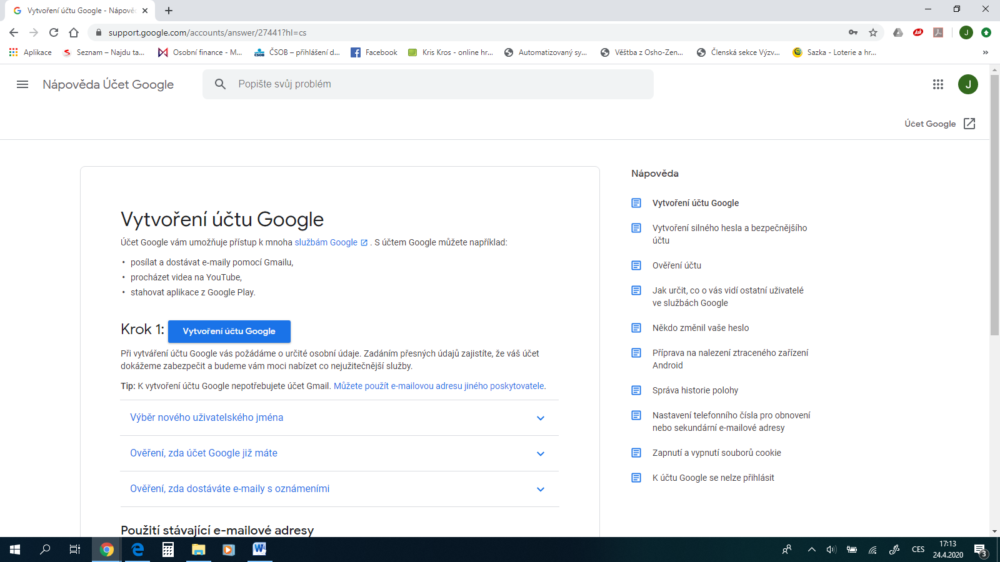 Vytvoření účtu Google - Nápově
support.google.com/accounts/answer/27441?hl=cs
J
Aplikace
Seznam – Najdu ta...
Osobní finance - M...
ČSOB – přihlášení d...
Facebook
Kris Kros - online hr...
Automatizovaný sy...
Věštba z Osho-Zen...
Členská sekce Výzv...
Sazka - Loterie a hr...
»
Nápověda Účet Google
Popište svůj problém
J
Účet Google
Vytvoření účtu Google
Účet Google vám umožňuje přístup k mnoha službám Google . S účtem Google můžete například:
• posílat a dostávat e-maily pomocí Gmailu,
• procházet videa na YouTube,
• stahovat aplikace z Google Play.
Krok 1: Vytvoření účtu Google
Při vytváření účtu Google vás požádáme o určité osobní údaje. Zadáním přesných údajů zajistíte, že váš účet
dokážeme zabezpečit a budeme vám moci nabízet co nejužitečnější služby.
Tip: K vytvoření účtu Google nepotřebujete účet Gmail. Můžete použít e-mailovou adresu jiného poskytovatele.
Výběr nového uživatelského jména
Ověření, zda účet Google již máte
Ověření, zda dostáváte e-maily s oznámeními
Použití stávající e-mailové adresy
Nápověda
Vytvoření účtu Google
Vytvoření silného hesla a bezpečnějšího
účtu
Ověření účtu
Jak určit, co o vás vidí ostatní uživatelé
ve službách Google
Někdo změnil vaše heslo
Příprava na nalezení ztraceného zařízení
Android
Správa historie polohy
Nastavení telefonního čísla pro obnovení
nebo sekundární e-mailové adresy
Zapnutí a vypnutí souborů cookie
K účtu Google se nelze přihlásit
CES
17:13
24.4.2020
3